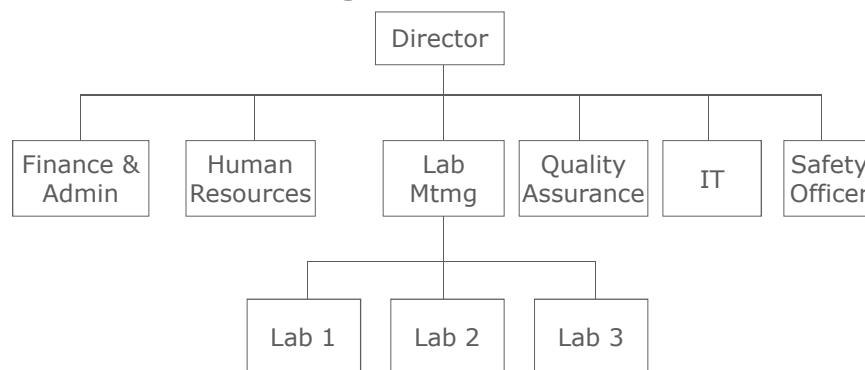 Director
Finance &
Admin
Human
Resources
Lab
Mtmg
Quality
Assurance
IT
Safety
Officer
Lab 1
Lab 2
Lab 3